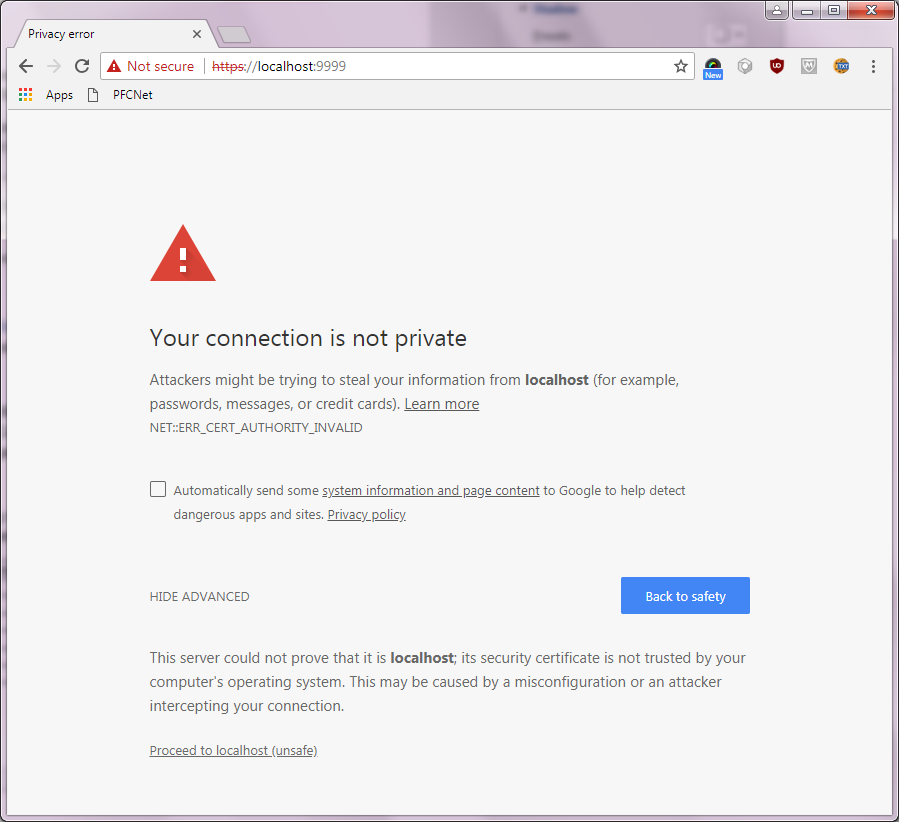 Privacy error
Not secure https://localhost:9999
New
UD
TXT
Apps PFCNet
Your connection is not private
Attackers might be trying to steal your information from localhost (for example,
passwords, messages, or credit cards). Learn more
NET::ERR_CERT_AUTHORITY_INVALID
Automatically send some system information and page content to Google to help detect
dangerous apps and sites. Privacy policy
HIDE ADVANCED Back to safety
This server could not prove that it is localhost; its security certificate is not trusted by your
computer's operating system. This may be caused by a misconfiguration or an attacker
intercepting your connection.
Proceed to localhost (unsafe)